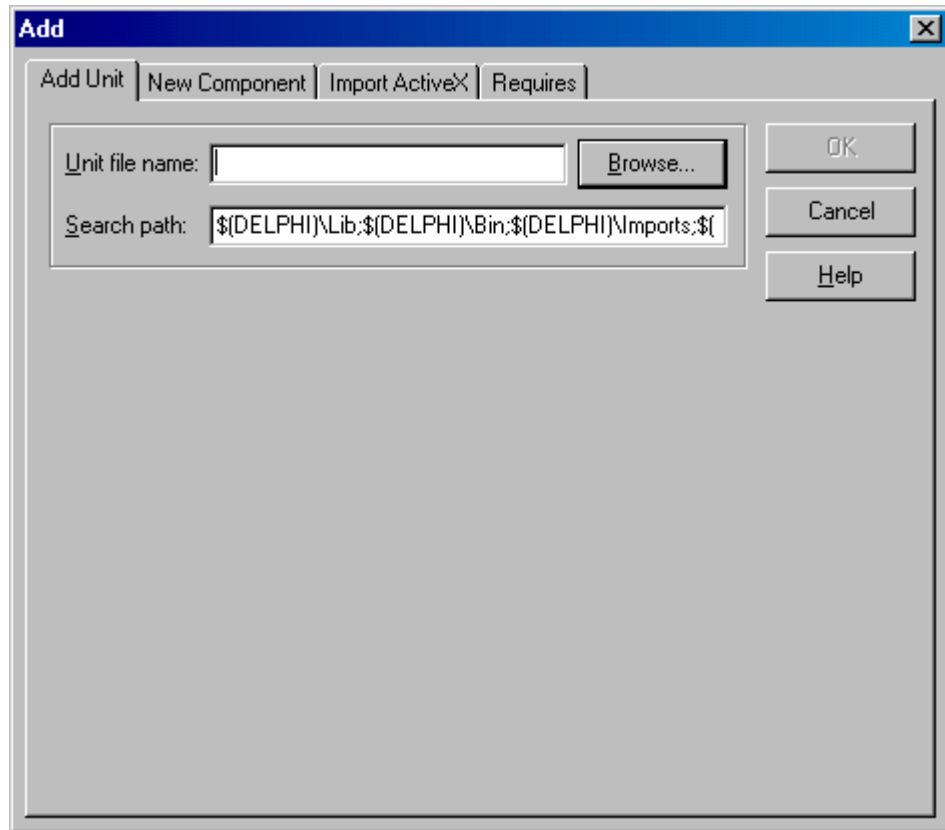 Add
Add Unit New Component Import ActiveX Requires
Unit file name: Browse... OK
Search path: $(DELPHI)\Lib;$(DELPHI)\Bin;$(DELPHI)\Imports;$( Cancel
Help